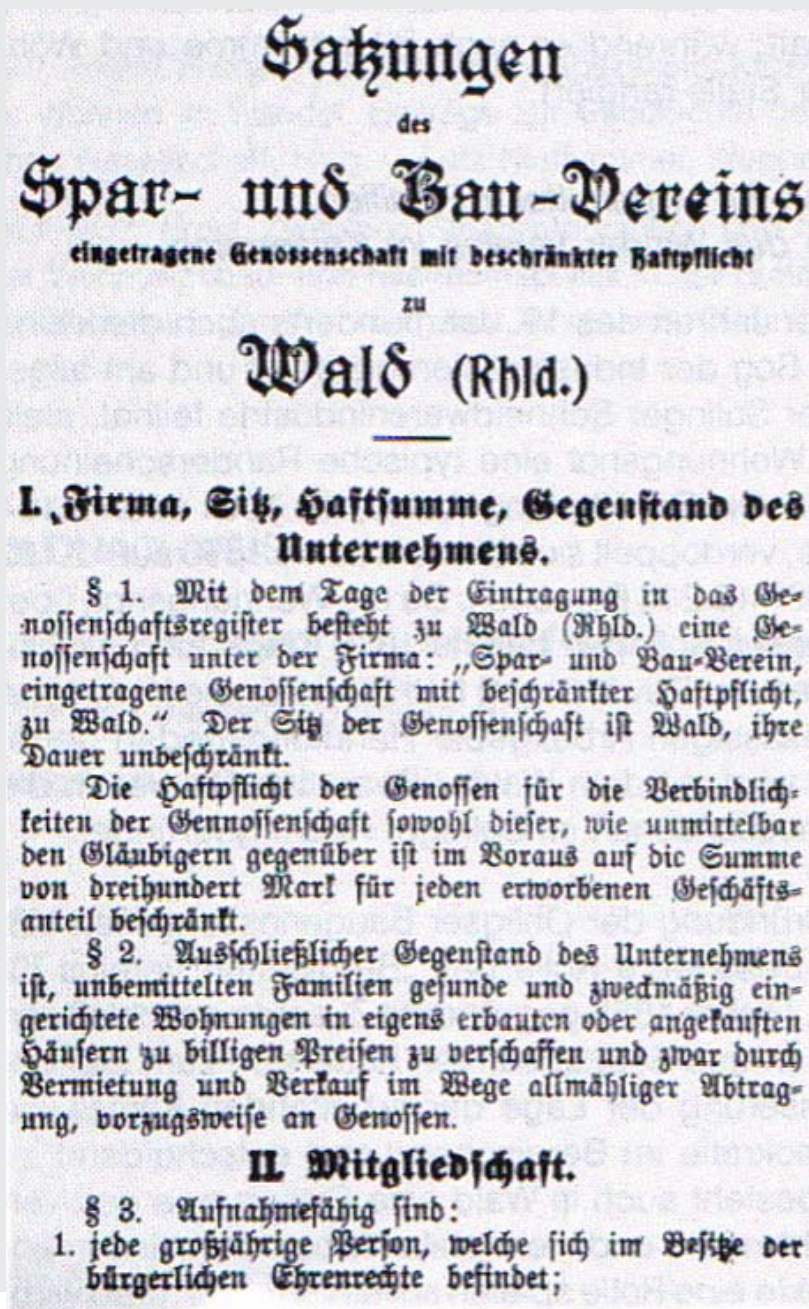 Satzungen
des
Spar- und Bau-Vereins
eingetragene Genossenschaft mit beschränkter Haftpflicht
zu
Wald (Rhld.)
I. Firma, Sitz, Haftsumme, Gegenstand des
Unternehmens.
§ 1. Mit dem Tage der Eintragung in das Ge-
nossenschaftsregister besteht zu Wald (Rhld.) eine Ge-
nossenschaft unter der Firma: „Spar- und Bau-Verein,
eingetragene Genossenschaft mit beschränkter Haftpflicht,
zu Wald.“ Der Sitz der Genossenschaft ist Wald, ihre
Dauer unbeschränkt.
Die Haftpflicht der Genossen für die Verbindlich-
keiten der Gennossenschaft sowohl dieser, wie unmittelbar
den Gläubigern gegenüber ist im Voraus auf die Summe
von dreihundert Mark für jeden erworbenen Geschäfts-
anteil beschränkt.
§ 2. Ausschließlicher Gegenstand des Unternehmens
ist, unbemittelten Familien gesunde und zweckmäßig ein-
gerichtete Wohnungen in eigens erbauten oder angekauften
Häusern zu billigen Preisen zu verschaffen und zwar durch
Vermietung und Verkauf im Wege allmähliger Abtrag-
ung, vorzugsweise an Genossen.
II. Mitgliedschaft.
§ 3. Aufnahmefähig sind:
1. jede großjährige Person, welche sich im Besitze der
bürgerlichen Ehrenrechte befindet;